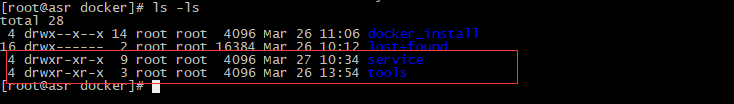 [root@asr docker]# ls -ls
total 28
 4 drwx--x--x 14 root root  4096 Mar 26 11:06 docker_install
16 drwx------  2 root root 16384 Mar 26 10:12 lost+found
 4 drwxr-xr-x  9 root root  4096 Mar 27 10:34 service
 4 drwxr-xr-x  3 root root  4096 Mar 26 13:54 tools
[root@asr docker]#